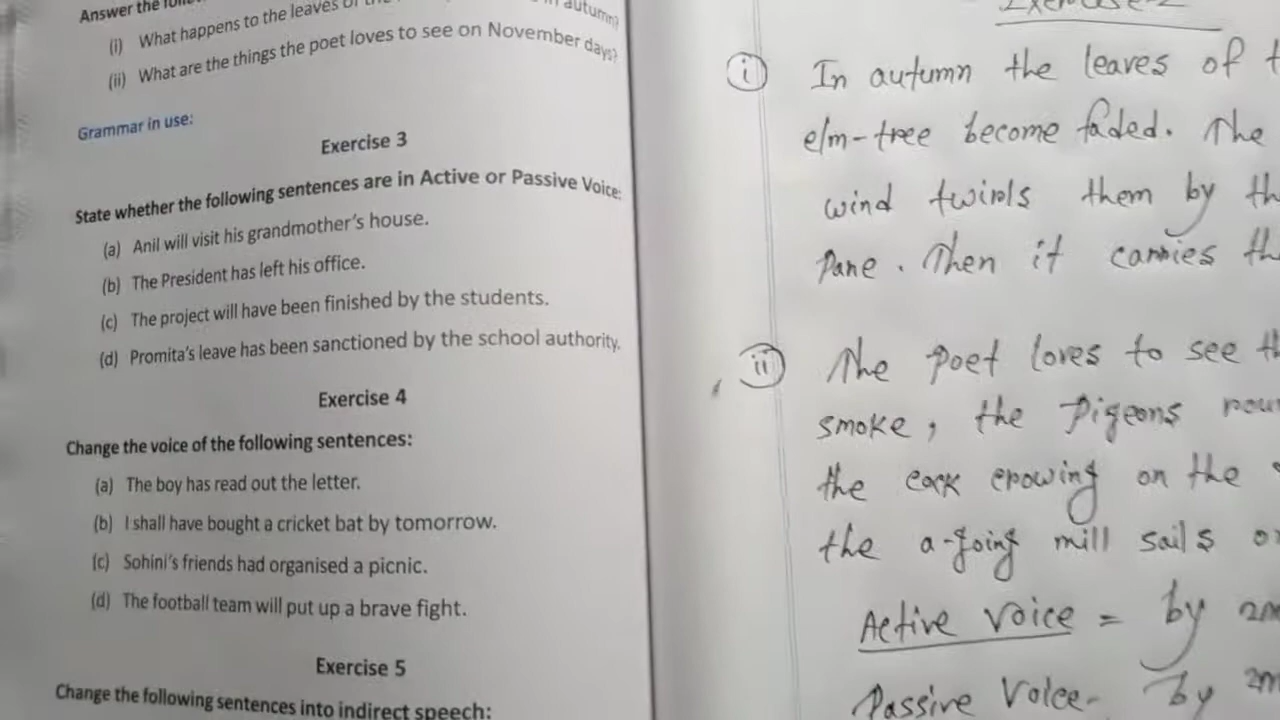 Answer the
(i) What happens to the leaves of the in autumn?
(ii) What are the things the poet loves to see on November days?
Grammar in use:
Exercise 3
State whether the following sentences are in Active or Passive Voice:
(a) Anil will visit his grandmother's house.
(b) The President has left his office.
(c) The project will have been finished by the students.
(d) Promita's leave has been sanctioned by the school authority.
Exercise 4
Change the voice of the following sentences:
(a) The boy has read out the letter.
(b) I shall have bought a cricket bat by tomorrow.
(c) Sohini's friends had organised a picnic.
(d) The football team will put up a brave fight.
Exercise 5
Change the following sentences into indirect speech:
Exercise-2
(i) In autumn the leaves of
elm-tree become faded. The
wind twirls them by
pane. Then it carries
(ii) The poet loves to see
smoke, the pigeons
the cock crowing on the
the a-going mill sails
Active voice = by
Passive Voice- by